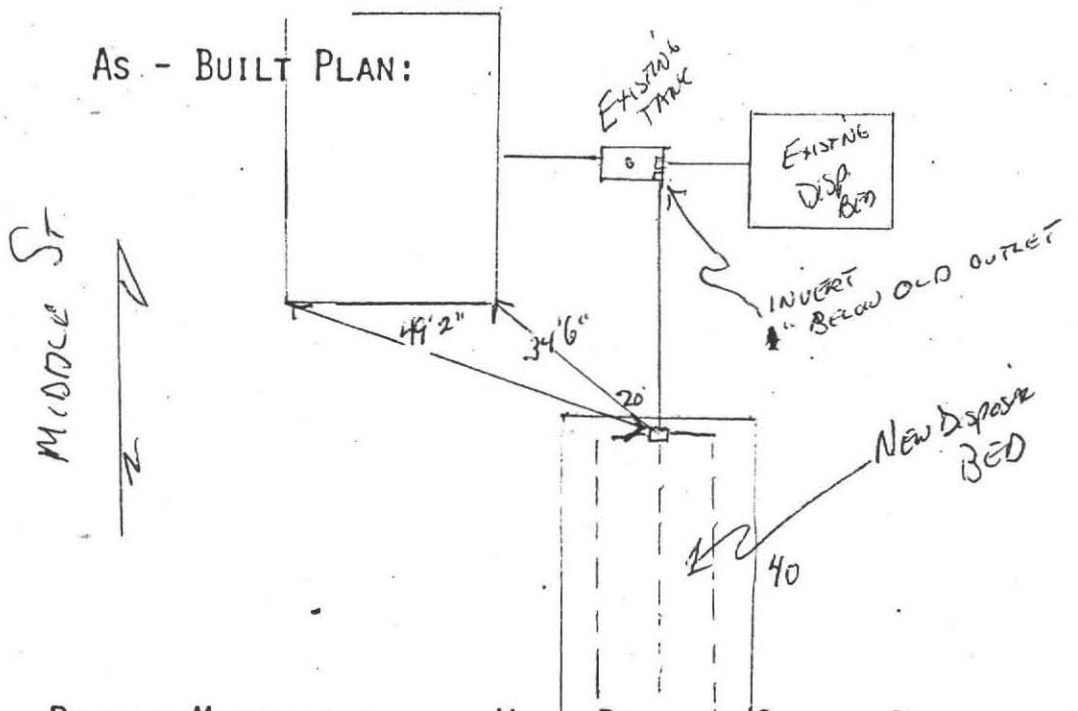 AS - BUILT PLAN:
EXISTING
TANK
EXISTING
DISP
BED
MIDDLE ST
INVERT
4" BELOW OLD OUTLET
49'2"
34'6"
20'
NEW DISPOSAL
BED
40